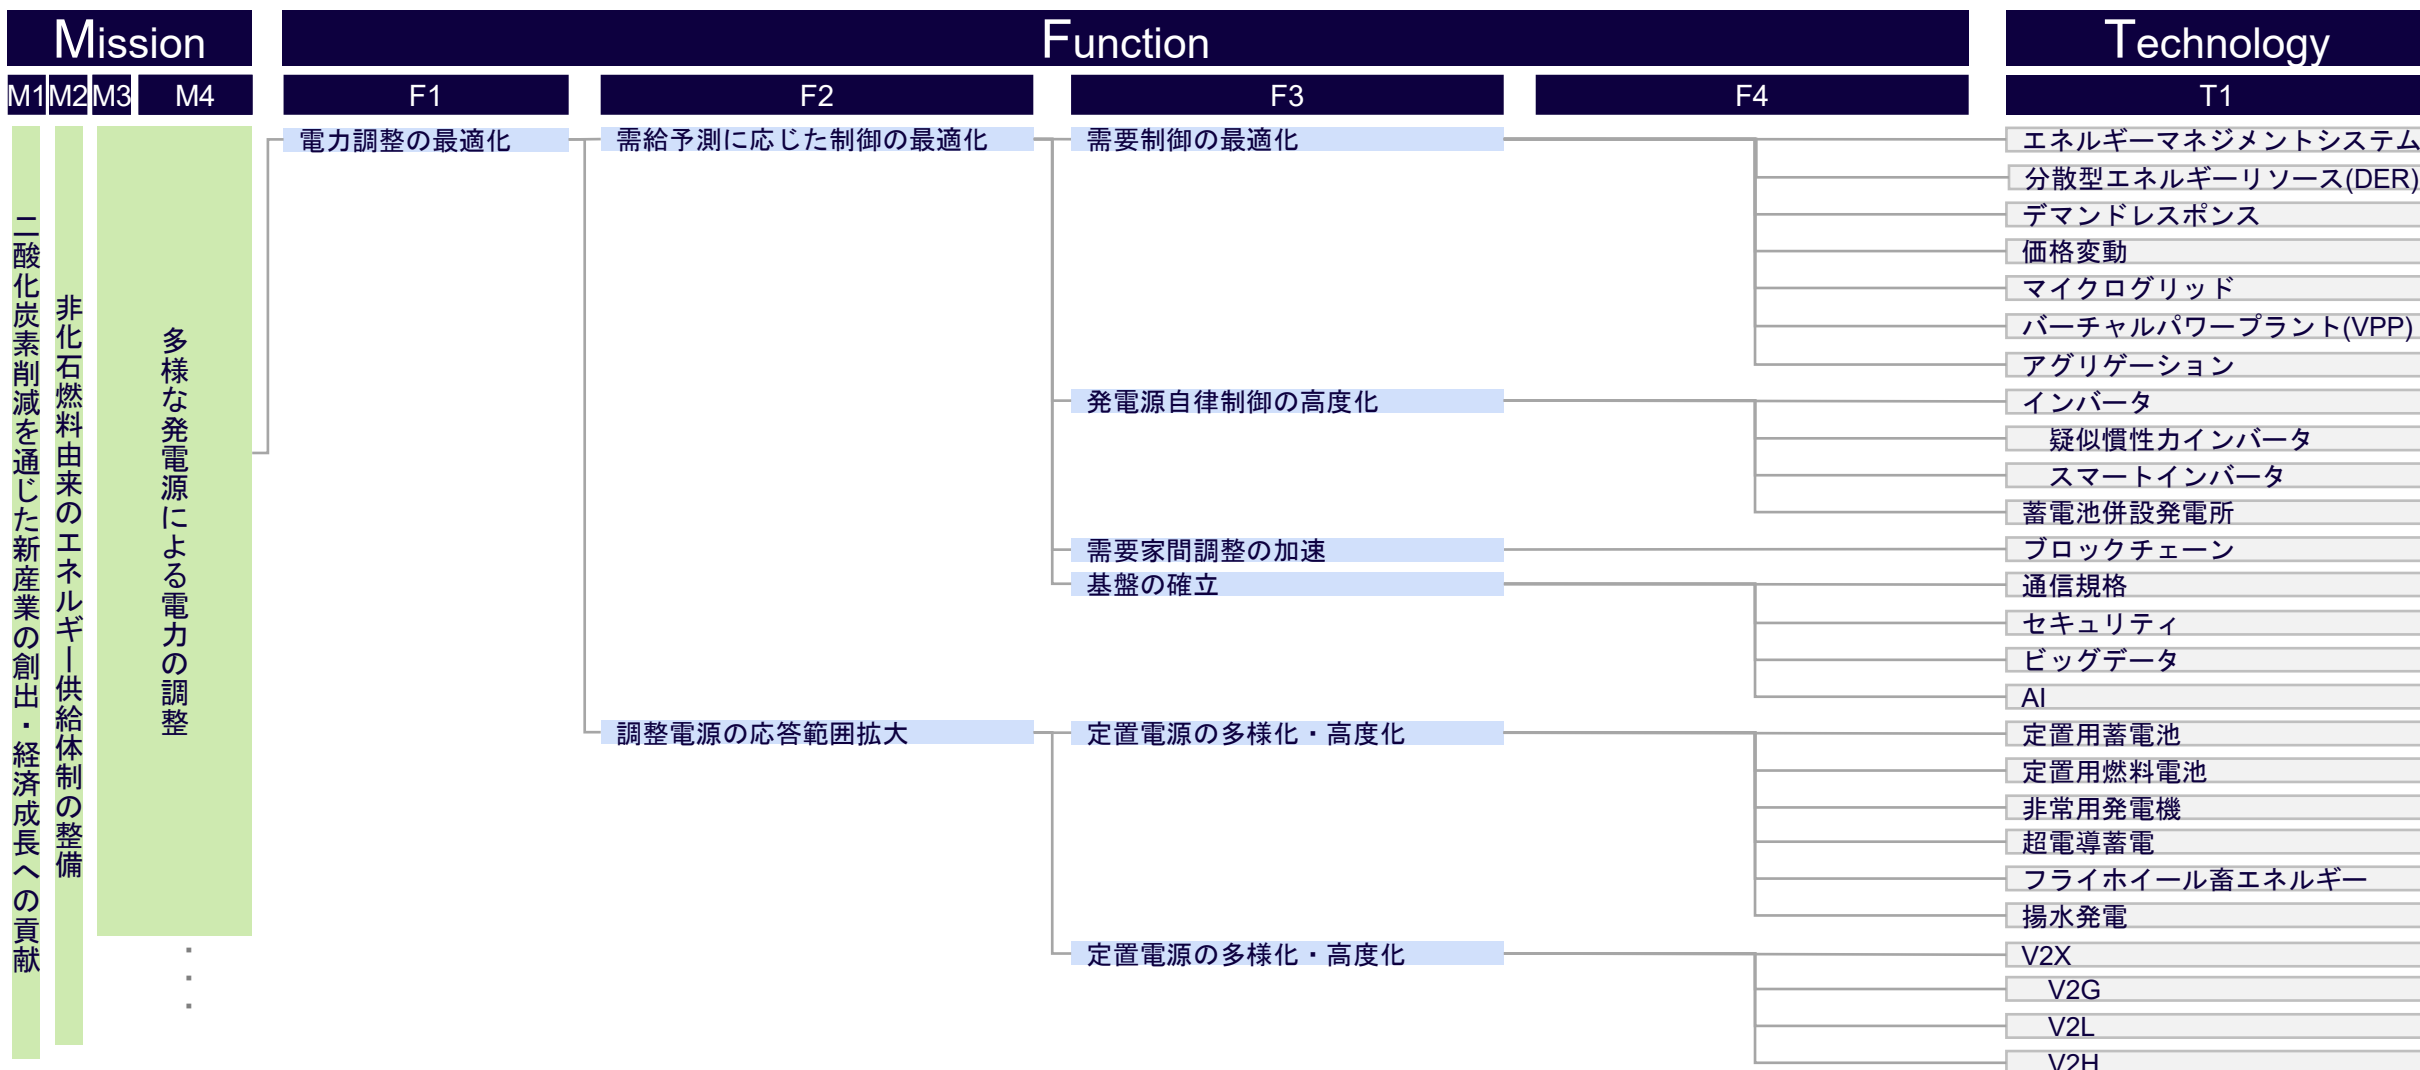 Mission
Function
Technology
M1
M2
M3
M4
F1
F2
F3
F4
T1
二酸化炭素削減を通じた新産業の創出・経済成長への貢献
非化石燃料由来のエネルギー供給体制の整備
多様な発電源による電力の調整
・
・
・
電力調整の最適化
需給予測に応じた制御の最適化
需要制御の最適化
エネルギーマネジメントシステム
分散型エネルギーリソース(DER)
デマンドレスポンス
価格変動
マイクログリッド
バーチャルパワープラント(VPP)
アグリゲーション
発電源自律制御の高度化
インバータ
疑似慣性力インバータ
スマートインバータ
蓄電池併設発電所
需要家間調整の加速
ブロックチェーン
基盤の確立
通信規格
セキュリティ
ビッグデータ
AI
調整電源の応答範囲拡大
定置電源の多様化・高度化
定置用蓄電池
定置用燃料電池
非常用発電機
超電導蓄電
フライホイール畜エネルギー
揚水発電
定置電源の多様化・高度化
V2X
V2G
V2L
V2H